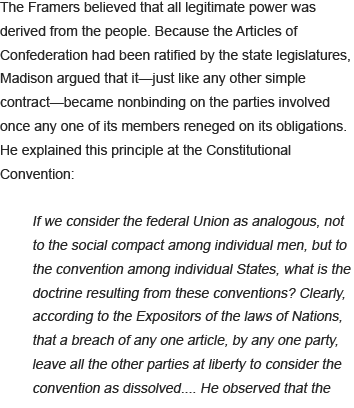 The Framers believed that all legitimate power was
derived from the people. Because the Articles of
Confederation had been ratified by the state legislatures,
Madison argued that it—just like any other simple
contract—became nonbinding on the parties involved
once any one of its members reneged on its obligations.
He explained this principle at the Constitutional
Convention:
If we consider the federal Union as analogous, not
to the social compact among individual men, but to
the convention among individual States, what is the
doctrine resulting from these conventions? Clearly,
according to the Expositors of the laws of Nations,
that a breach of any one article, by any one party,
leave all the other parties at liberty to consider the
convention as dissolved.... He observed that the